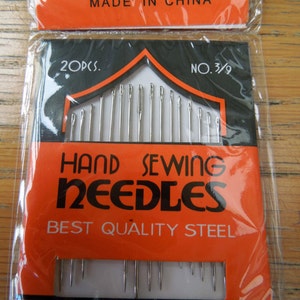 MADE IN CHINA
20PCS. NO. 3/9
HAND SEWING
NEEDLES
BEST QUALITY STEEL